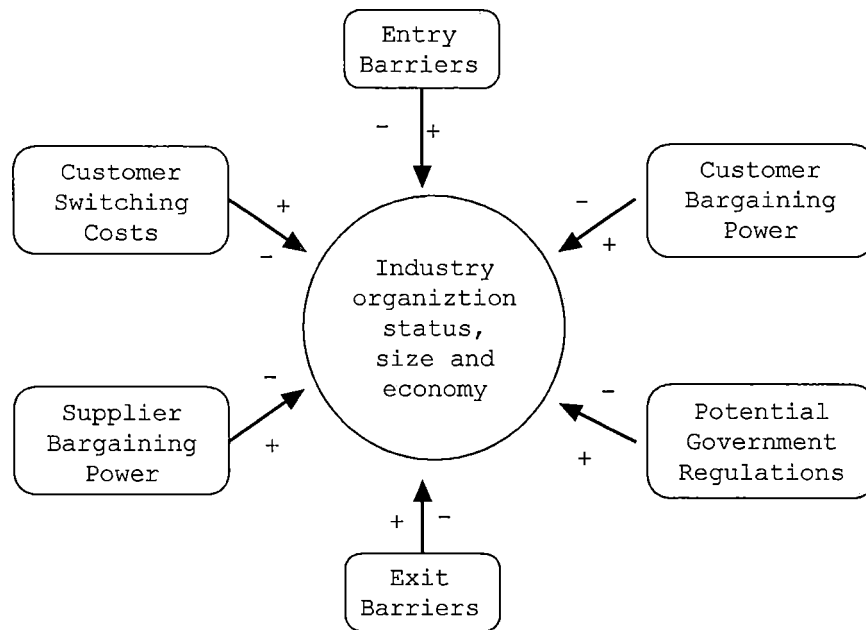 Entry
Barriers
- +
Customer
Switching
Costs
+
-
Customer
Bargaining
Power
-
+
Industry
organiztion
status,
size and
economy
Supplier
Bargaining
Power
-
+
Potential
Government
Regulations
-
+
+ -
Exit
Barriers